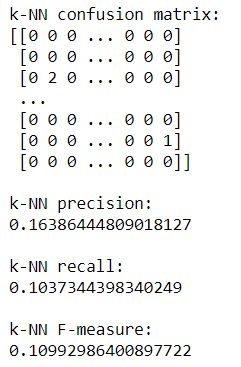 k-NN confusion matrix:
[[0 0 0 ... 0 0 0]
[0 0 0 ... 0 0 0]
[0 2 0 ... 0 0 0]
...
[0 0 0 ... 0 0 0]
[0 0 0 ... 0 0 1]
[0 0 0 ... 0 0 0]]
k-NN precision:
0.16386444809018127
k-NN recall:
0.1037344398340249
k-NN F-measure:
0.10992986400897722